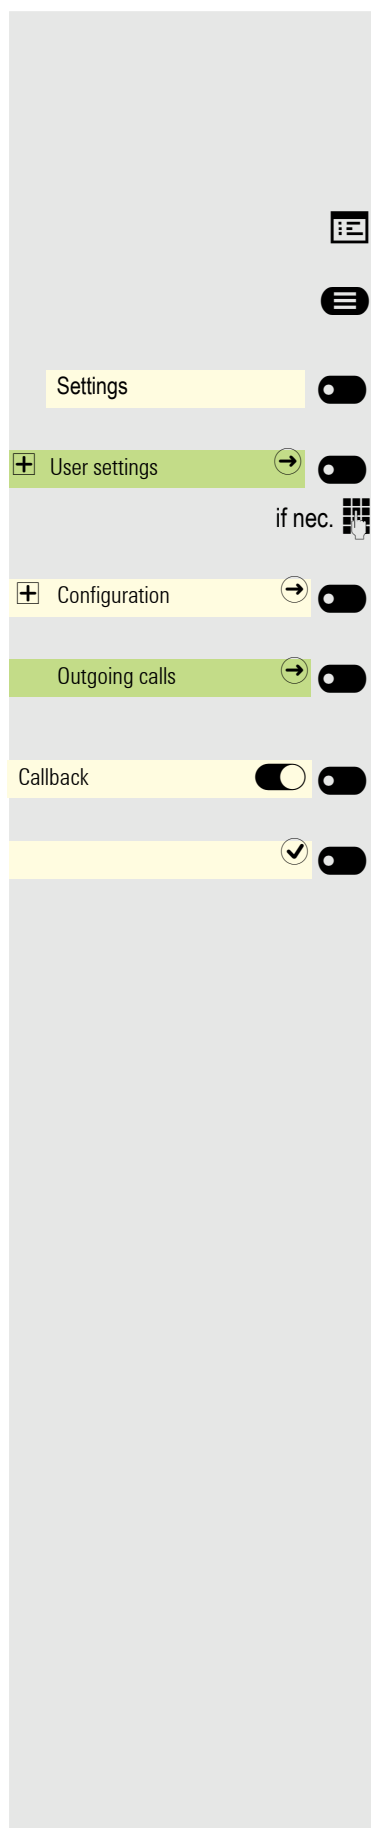 Settings
User settings
if nec.
Configuration
Outgoing calls
Callback